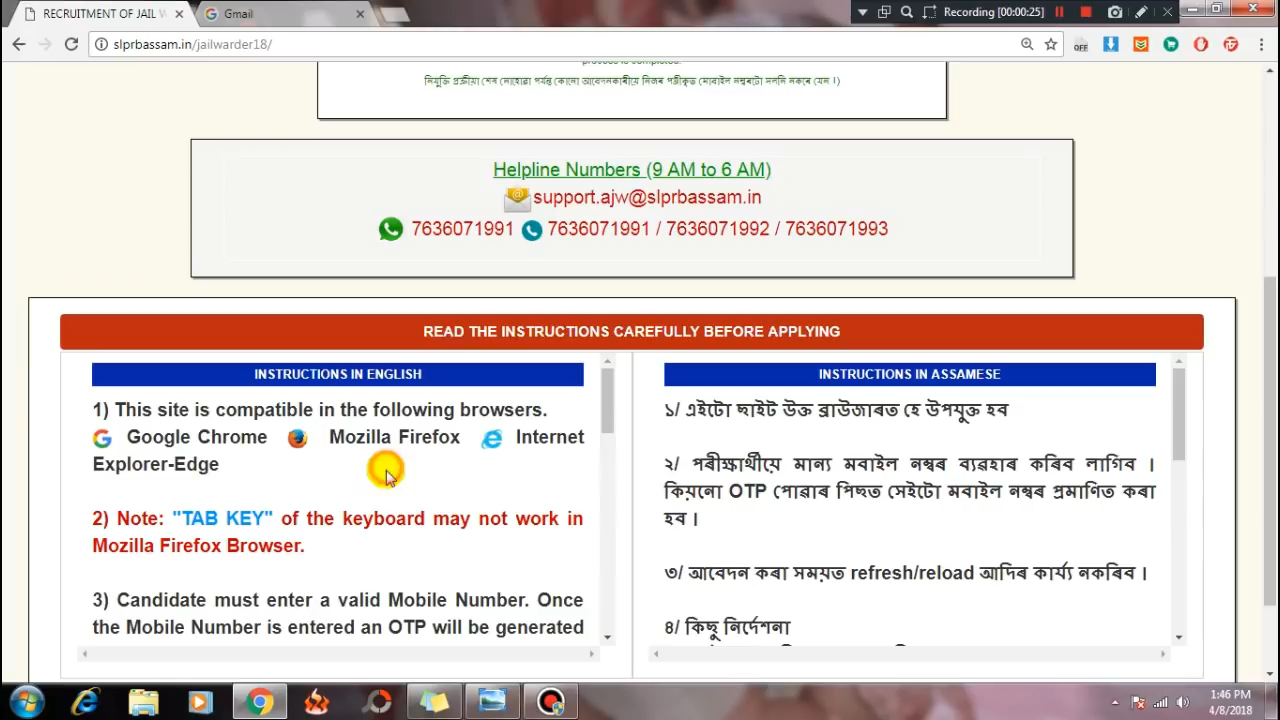 RECRUITMENT OF JAIL W
Gmail
Recording [00:00:25]
slprbassam.in/jailwarder18/
OFF
process is completed.
Helpline Numbers (9 AM to 6 AM)
support.ajw@slprbassam.in
7636071991 7636071991 / 7636071992 / 7636071993
READ THE INSTRUCTIONS CAREFULLY BEFORE APPLYING
INSTRUCTIONS IN ENGLISH
1) This site is compatible in the following browsers.
Google Chrome Mozilla Firefox Internet
Explorer-Edge
2) Note: "TAB KEY" of the keyboard may not work in
Mozilla Firefox Browser.
3) Candidate must enter a valid Mobile Number. Once
the Mobile Number is entered an OTP will be generated
INSTRUCTIONS IN ASSAMESE
১/ এইটো ছাইট উক্ত ব্ৰাউজাৰত হে উপযুক্ত হব
২/ পৰীক্ষাৰ্থীয়ে মান্য মবাইল নম্বৰ ব্যৱহাৰ কৰিব লাগিব ।
কিয়নো OTP পোৱাৰ পিছত সেইটো মবাইল নম্বৰ প্ৰমাণিত কৰা
হব ।
৩/ আবেদন কৰা সময়ত refresh/reload আদিৰ কাৰ্য্য নকৰিব ।
৪/ কিছু নিৰ্দেশনা
1:46 PM
4/8/2018